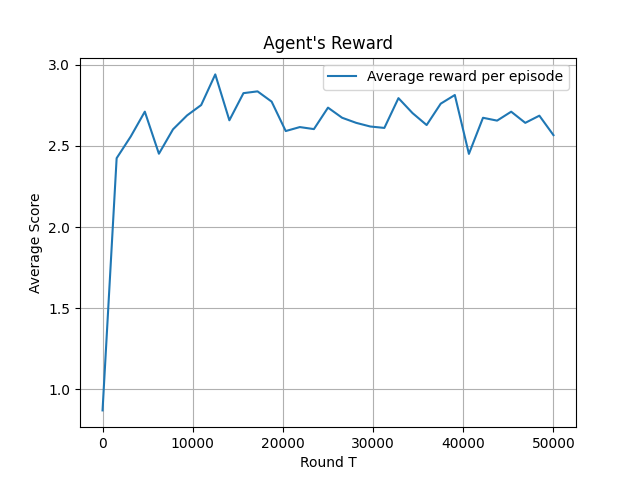 Agent's Reward
Average reward per episode
3.0
2.5
2.0
1.5
1.0
Average Score
0 10000 20000 30000 40000 50000
Round T